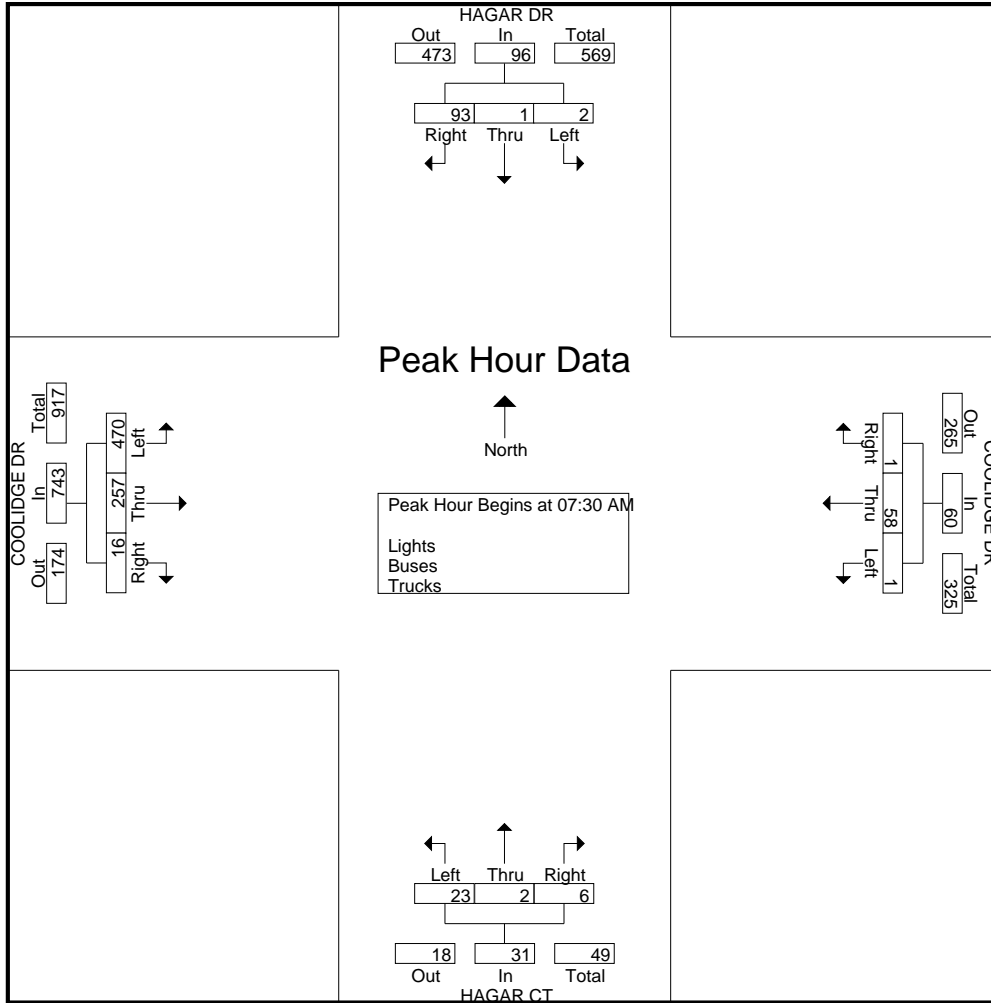 HAGAR DR
Out In Total
473 96 569
93 1 2
Right Thru Left
Peak Hour Data
North
Peak Hour Begins at 07:30 AM
Lights
Buses
Trucks
COOLIDGE DR
Total In Out
917 743 174
470 257 16
Left Thru Right
COOLIDGE DR
Out In Total
265 60 325
1 58 1
Right Thru Left
Left Thru Right
23 2 6
18 31 49
Out In Total
HAGAR CT